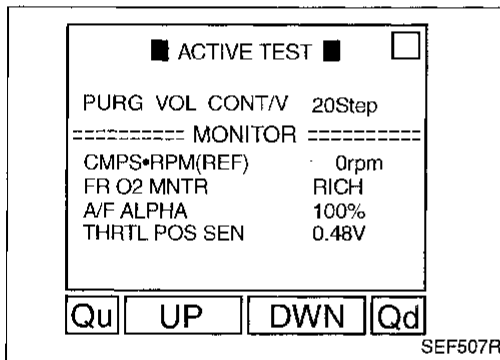 ■ ACTIVE TEST ■
PURG VOL CONT/V 20Step
========= MONITOR =========
CMPS•RPM(REF) 0rpm
FR O2 MNTR RICH
A/F ALPHA 100%
THRTL POS SEN 0.48V
Qu UP DWN Qd
SEF507R